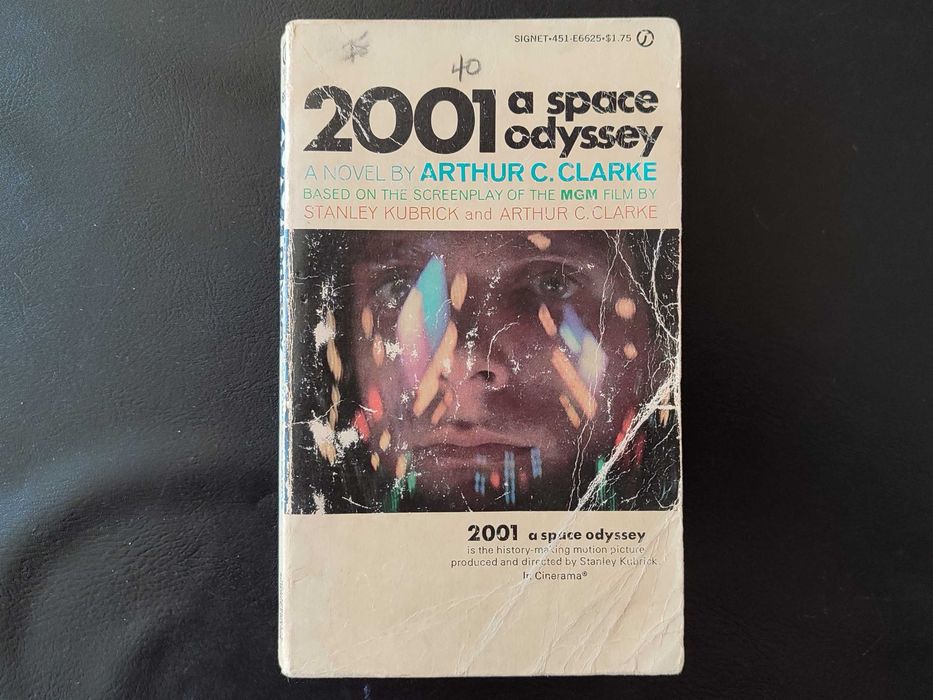 SIGNET•451-E6625•$1.75
40
2001 a space odyssey
A NOVEL BY ARTHUR C. CLARKE
BASED ON THE SCREENPLAY OF THE MGM FILM BY
STANLEY KUBRICK and ARTHUR C. CLARKE
2001 a space odyssey
is the history-making motion picture
produced and directed by Stanley Kubrick.
In Cinerama®